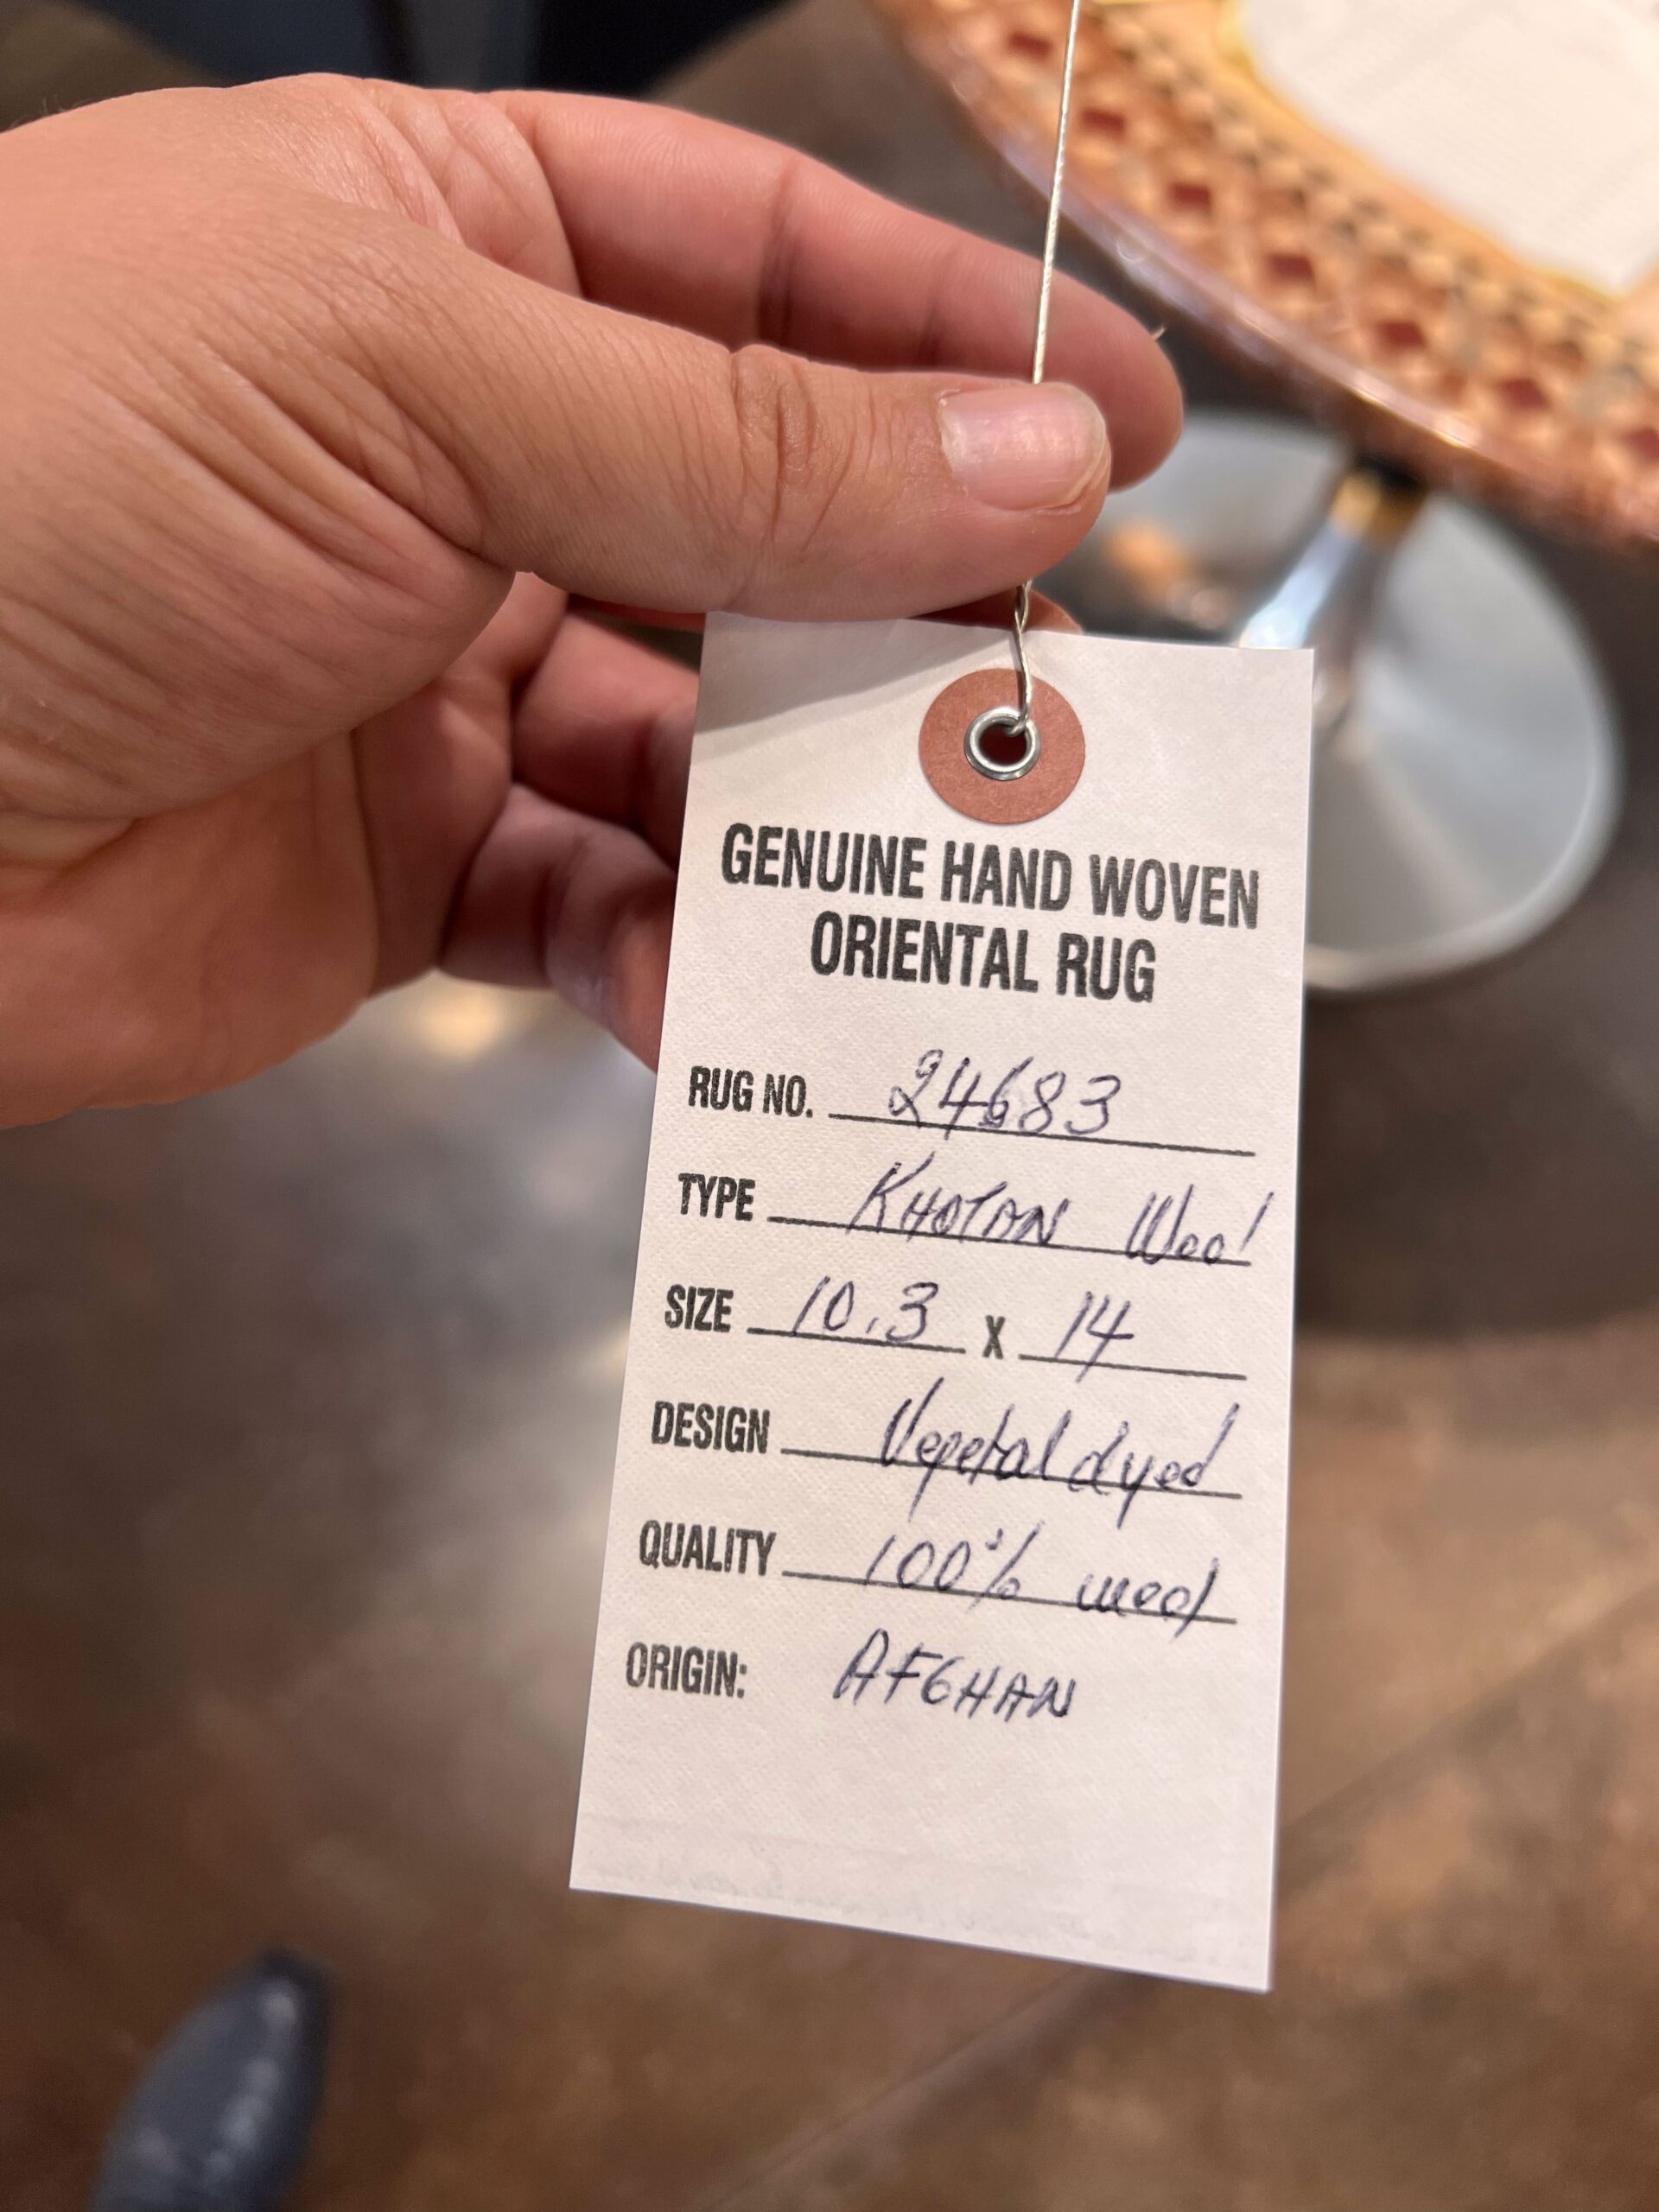 GENUINE HAND WOVEN
ORIENTAL RUG
RUG NO. 24683
TYPE KHOTAN Wool
SIZE 10.3 X 14
DESIGN Vegetal dyed
QUALITY 100% wool
ORIGIN: AFGHAN